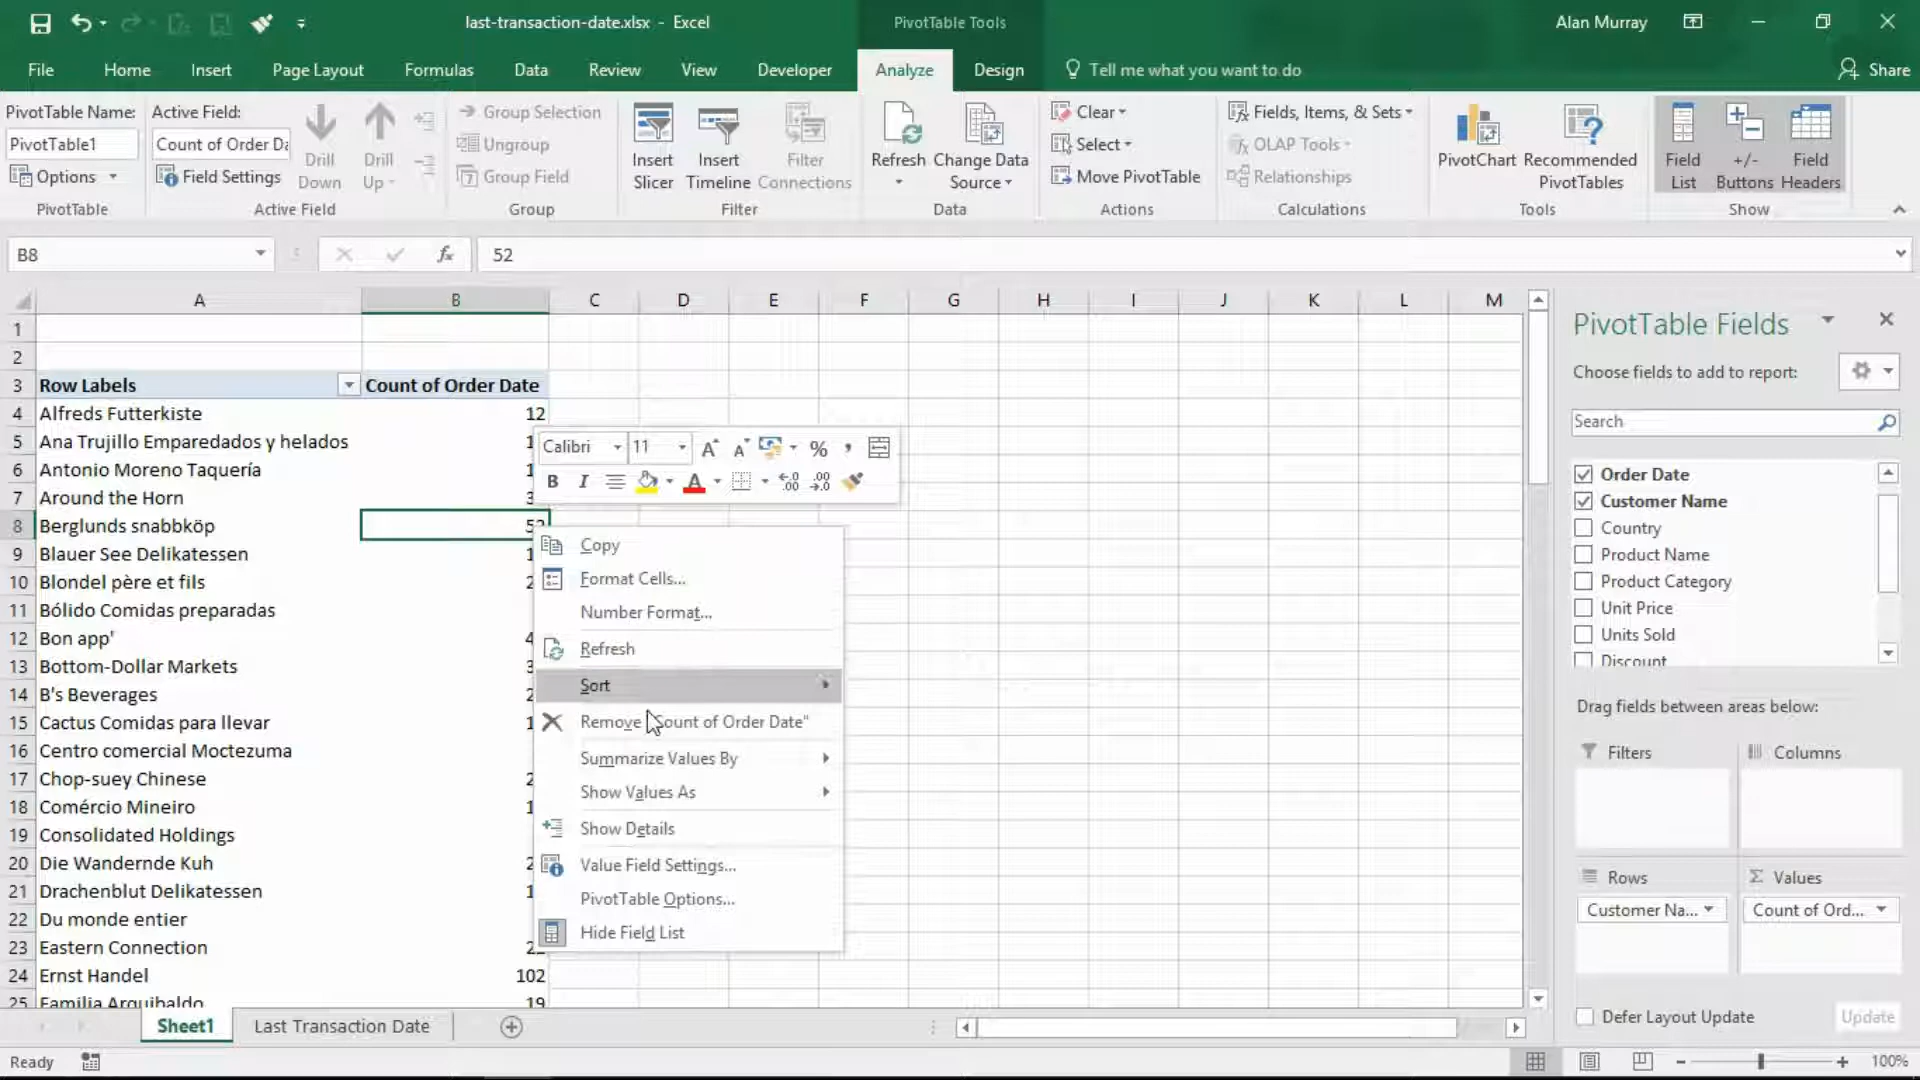 last-transaction-date.xlsx - Excel
PivotTable Tools
Alan Murray
File Home Insert Page Layout Formulas Data Review View Developer Analyze Design Tell me what you want to do Share
PivotTable Name:
PivotTable1
Options
PivotTable
Active Field:
Count of Order Da
Field Settings
Drill Down
Drill Up
Active Field
Group Selection
Ungroup
Group Field
Group
Insert Slicer
Insert Timeline
Filter Connections
Filter
Refresh
Change Data Source
Data
Clear
Select
Move PivotTable
Actions
Fields, Items, & Sets
OLAP Tools
Relationships
Calculations
PivotChart
Recommended PivotTables
Tools
Field List
+/- Buttons
Field Headers
Show
B8
fx
52
A B C D E F G H I J K L M
1
2
3 Row Labels Count of Order Date
4 Alfreds Futterkiste 12
5 Ana Trujillo Emparedados y helados
6 Antonio Moreno Taquería
7 Around the Horn
8 Berglunds snabbköp
9 Blauer See Delikatessen
10 Blondel père et fils
11 Bólido Comidas preparadas
12 Bon app'
13 Bottom-Dollar Markets
14 B's Beverages
15 Cactus Comidas para llevar
16 Centro comercial Moctezuma
17 Chop-suey Chinese
18 Comércio Mineiro
19 Consolidated Holdings
20 Die Wandernde Kuh
21 Drachenblut Delikatessen
22 Du monde entier
23 Eastern Connection
24 Ernst Handel 102
25 Familia Arquibaldo 19
Calibri 11
% ,
B I A
Copy
Format Cells...
Number Format...
Refresh
Sort
Remove "Count of Order Date"
Summarize Values By
Show Values As
Show Details
Value Field Settings...
PivotTable Options...
Hide Field List
PivotTable Fields
Choose fields to add to report:
Search
Order Date
Customer Name
Country
Product Name
Product Category
Unit Price
Units Sold
Discount
Drag fields between areas below:
Filters
Columns
Rows
Values
Customer Na...
Count of Ord...
Defer Layout Update
Update
Sheet1
Last Transaction Date
Ready
100%